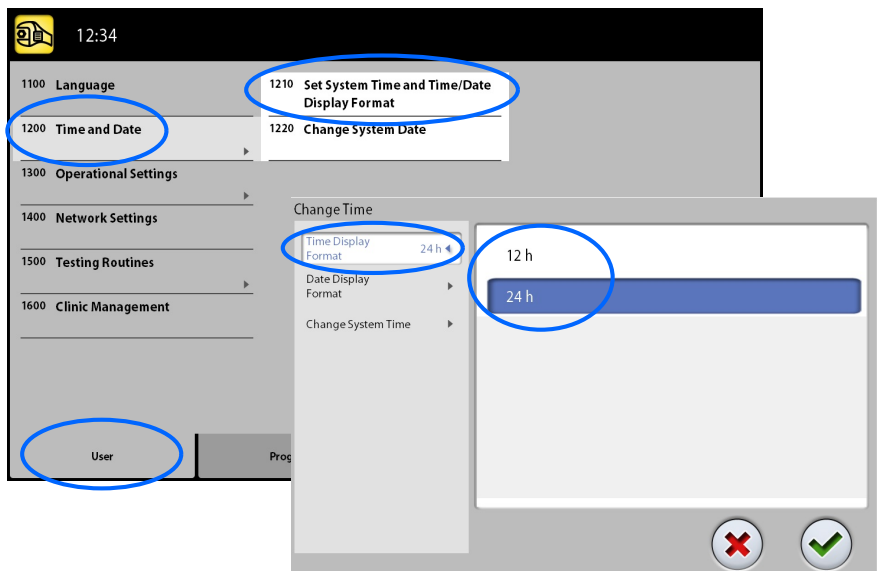 12:34
1100 Language
1200 Time and Date
1300 Operational Settings
1400 Network Settings
1500 Testing Routines
1600 Clinic Management
1210 Set System Time and Time/Date
Display Format
1220 Change System Date
User
Prog
Change Time
Time Display
Format 24 h
Date Display
Format
Change System Time
12 h
24 h